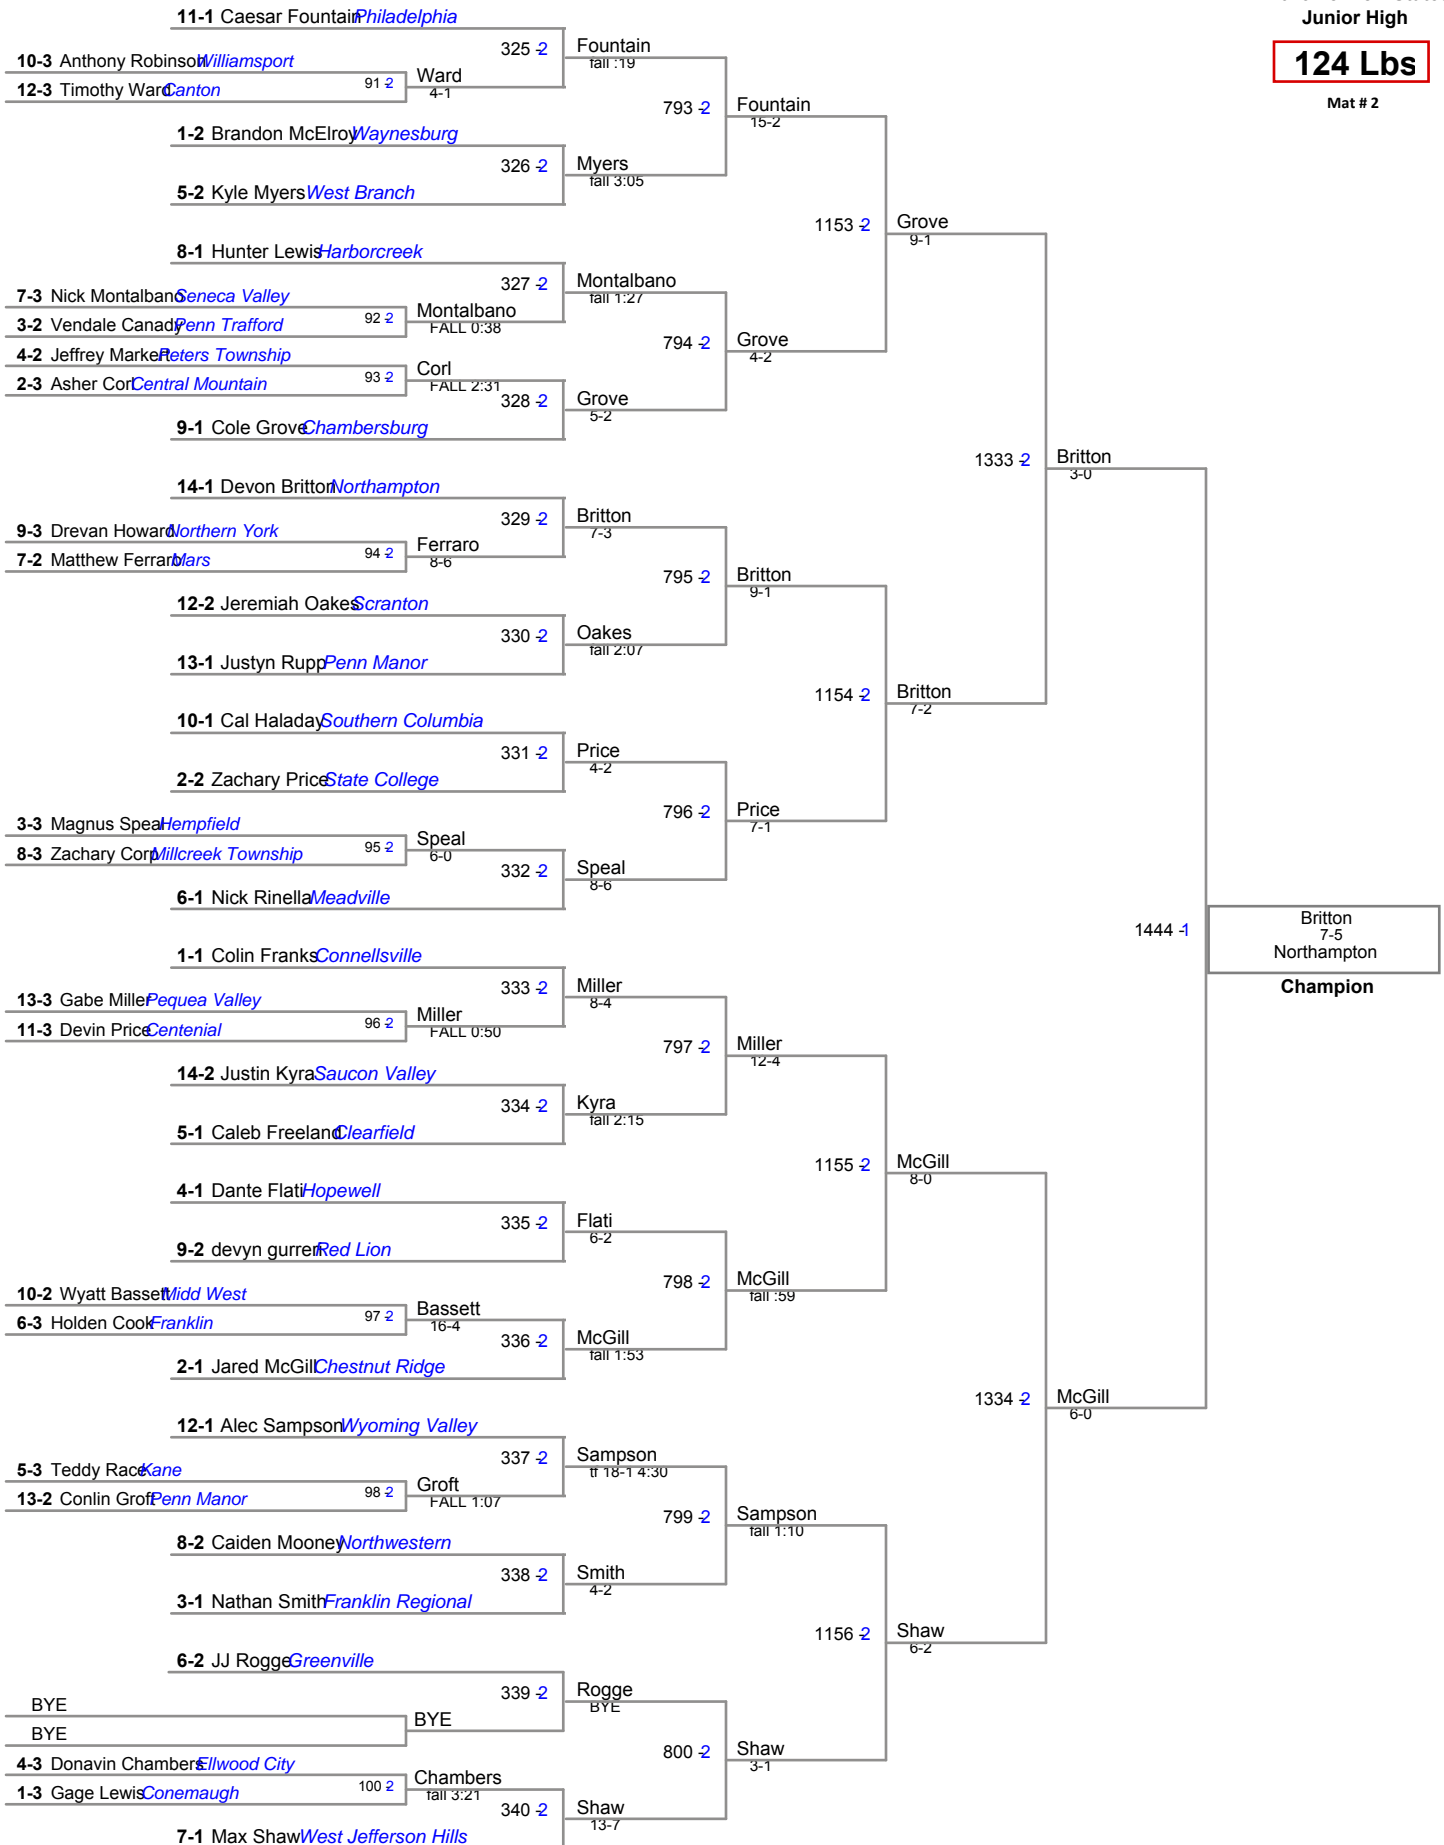 Junior High
124 Lbs
Mat # 2
11-1 Caesar Fountain Philadelphia
325 -2 Fountain
fall :19
10-3 Anthony Robinson Williamsport
91 2 Ward
4-1
12-3 Timothy Ward Canton
793 -2 Fountain
15-2
1-2 Brandon McElroy Waynesburg
326 -2 Myers
fall 3:05
5-2 Kyle Myers West Branch
1153 -2 Grove
9-1
8-1 Hunter Lewis Harborcreek
327 -2 Montalbano
fall 1:27
7-3 Nick Montalbano Seneca Valley
92 2 Montalbano
FALL 0:38
3-2 Vendale Canady Penn Trafford
794 -2 Grove
4-2
4-2 Jeffrey Markert Peters Township
93 2 Corl
FALL 2:31
2-3 Asher Corl Central Mountain
328 -2 Grove
5-2
9-1 Cole Grove Chambersburg
1333 -2 Britton
3-0
14-1 Devon Britton Northampton
329 -2 Britton
7-3
9-3 Drevan Howard Northern York
94 2 Ferraro
8-6
7-2 Matthew Ferraro Mars
795 -2 Britton
9-1
12-2 Jeremiah Oakes Scranton
330 -2 Oakes
fall 2:07
13-1 Justyn Rupp Penn Manor
1154 -2 Britton
7-2
10-1 Cal Haladay Southern Columbia
331 -2 Price
4-2
2-2 Zachary Price State College
796 -2 Price
7-1
3-3 Magnus Speal Hempfield
95 2 Speal
6-0
8-3 Zachary Corp Millcreek Township
332 -2 Speal
8-6
6-1 Nick Rinella Meadville
1444 -1 Britton
7-5
Northampton
Champion
1-1 Colin Franks Connellsville
333 -2 Miller
8-4
13-3 Gabe Miller Pequea Valley
96 2 Miller
FALL 0:50
11-3 Devin Price Centenial
797 -2 Miller
12-4
14-2 Justin Kyra Saucon Valley
334 -2 Kyra
fall 2:15
5-1 Caleb Freeland Clearfield
1155 -2 McGill
8-0
4-1 Dante Flati Hopewell
335 -2 Flati
6-2
9-2 devyn gurren Red Lion
798 -2 McGill
fall :59
10-2 Wyatt Bassett Midd West
97 2 Bassett
16-4
6-3 Holden Cook Franklin
336 -2 McGill
fall 1:53
2-1 Jared McGill Chestnut Ridge
1334 -2 McGill
6-0
12-1 Alec Sampson Wyoming Valley
337 -2 Sampson
tf 18-1 4:30
5-3 Teddy Race Kane
98 2 Groft
FALL 1:07
13-2 Conlin Groft Penn Manor
799 -2 Sampson
fall 1:10
8-2 Caiden Mooney Northwestern
338 -2 Smith
4-2
3-1 Nathan Smith Franklin Regional
1156 -2 Shaw
6-2
6-2 JJ Rogge Greenville
339 -2 Rogge
BYE
BYE
BYE
BYE
800 -2 Shaw
3-1
4-3 Donavin Chambers Ellwood City
100 2 Chambers
fall 3:21
1-3 Gage Lewis Conemaugh
340 -2 Shaw
13-7
7-1 Max Shaw West Jefferson Hills